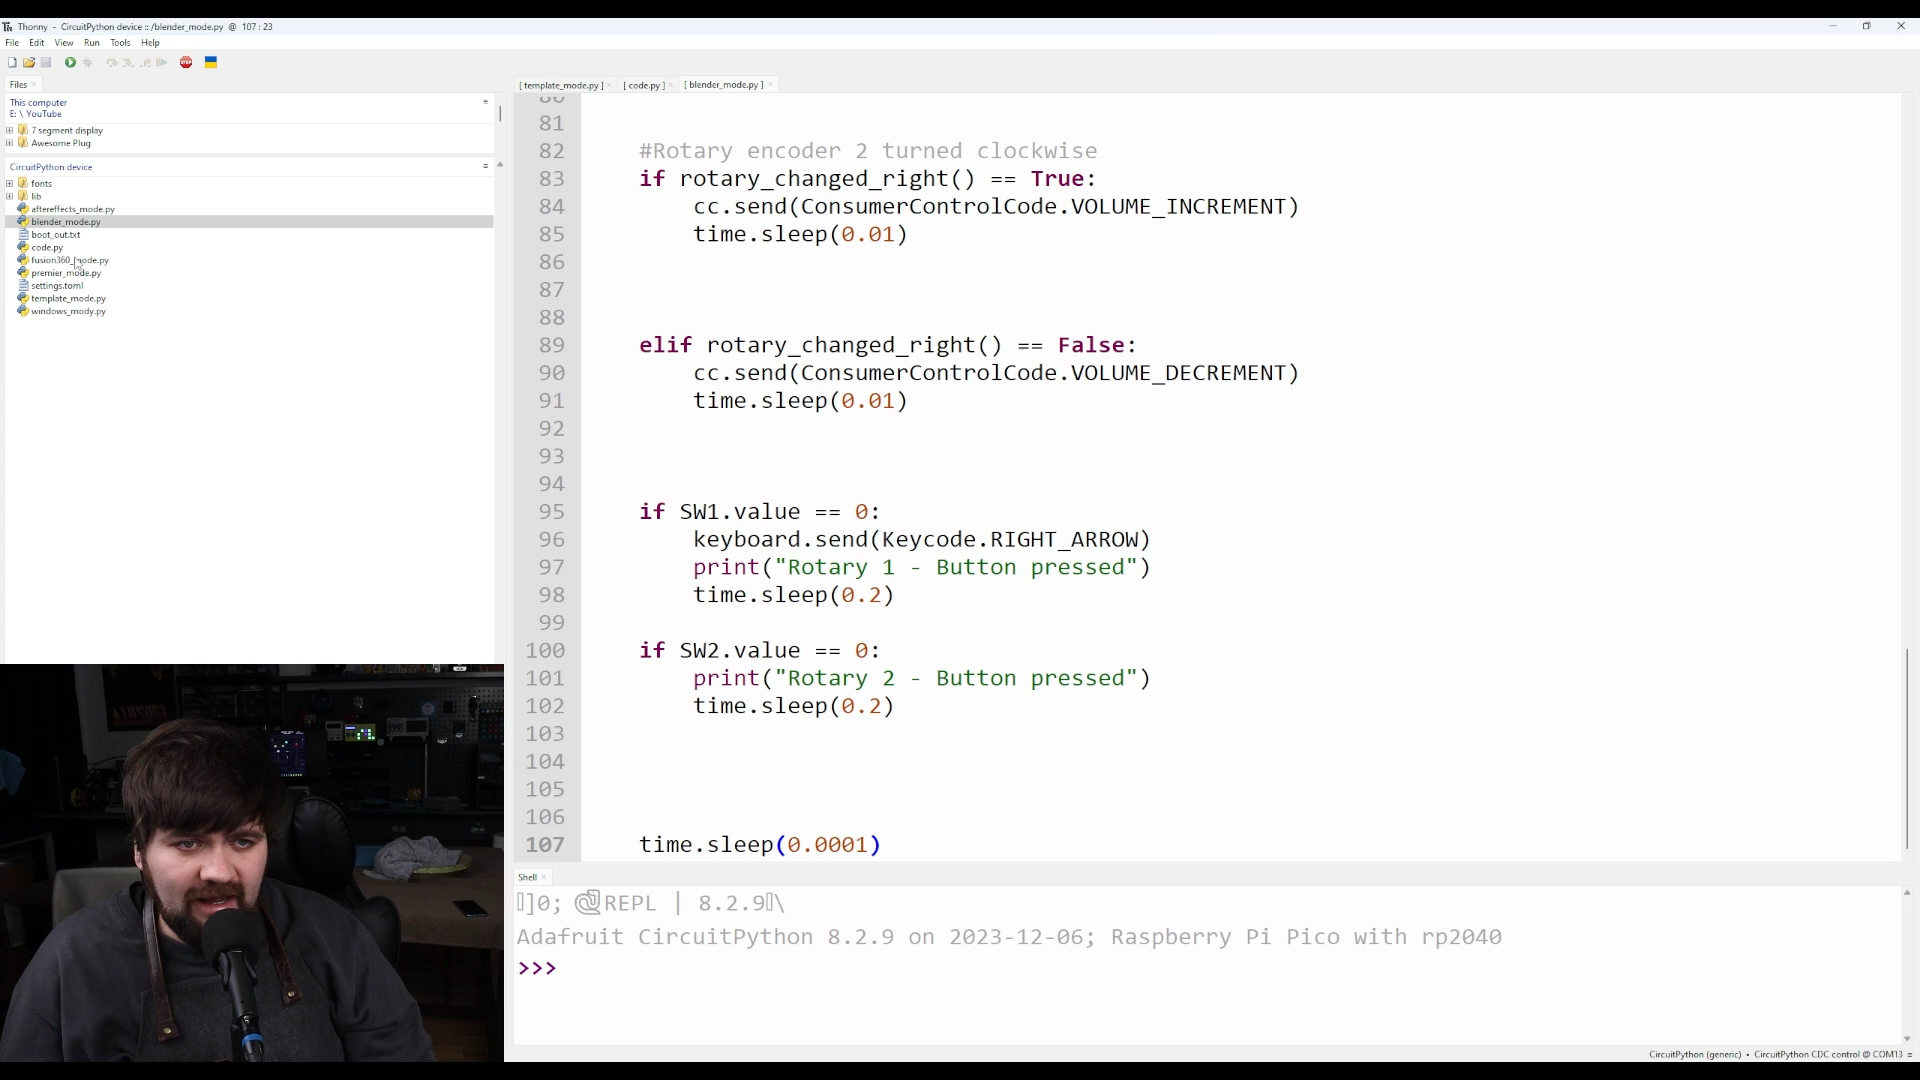 Thonny - CircuitPython device :: /blender_mode.py @ 107 : 23
File Edit View Run Tools Help
Files
This computer
E: \ YouTube
7 segment display
Awesome Plug
CircuitPython device
fonts
lib
aftereffects_mode.py
blender_mode.py
boot_out.txt
code.py
fusion360_mode.py
premier_mode.py
settings.toml
template_mode.py
windows_mody.py
[ template_mode.py ] [ code.py ] [ blender_mode.py ]
80
81
82 #Rotary encoder 2 turned clockwise
83 if rotary_changed_right() == True:
84 cc.send(ConsumerControlCode.VOLUME_INCREMENT)
85 time.sleep(0.01)
86
87
88
89 elif rotary_changed_right() == False:
90 cc.send(ConsumerControlCode.VOLUME_DECREMENT)
91 time.sleep(0.01)
92
93
94
95 if SW1.value == 0:
96 keyboard.send(Keycode.RIGHT_ARROW)
97 print("Rotary 1 - Button pressed")
98 time.sleep(0.2)
99
100 if SW2.value == 0:
101 print("Rotary 2 - Button pressed")
102 time.sleep(0.2)
103
104
105
106
107 time.sleep(0.0001)
Shell
]0; REPL | 8.2.9\
Adafruit CircuitPython 8.2.9 on 2023-12-06; Raspberry Pi Pico with rp2040
>>>
CircuitPython (generic) • CircuitPython CDC control @ COM13